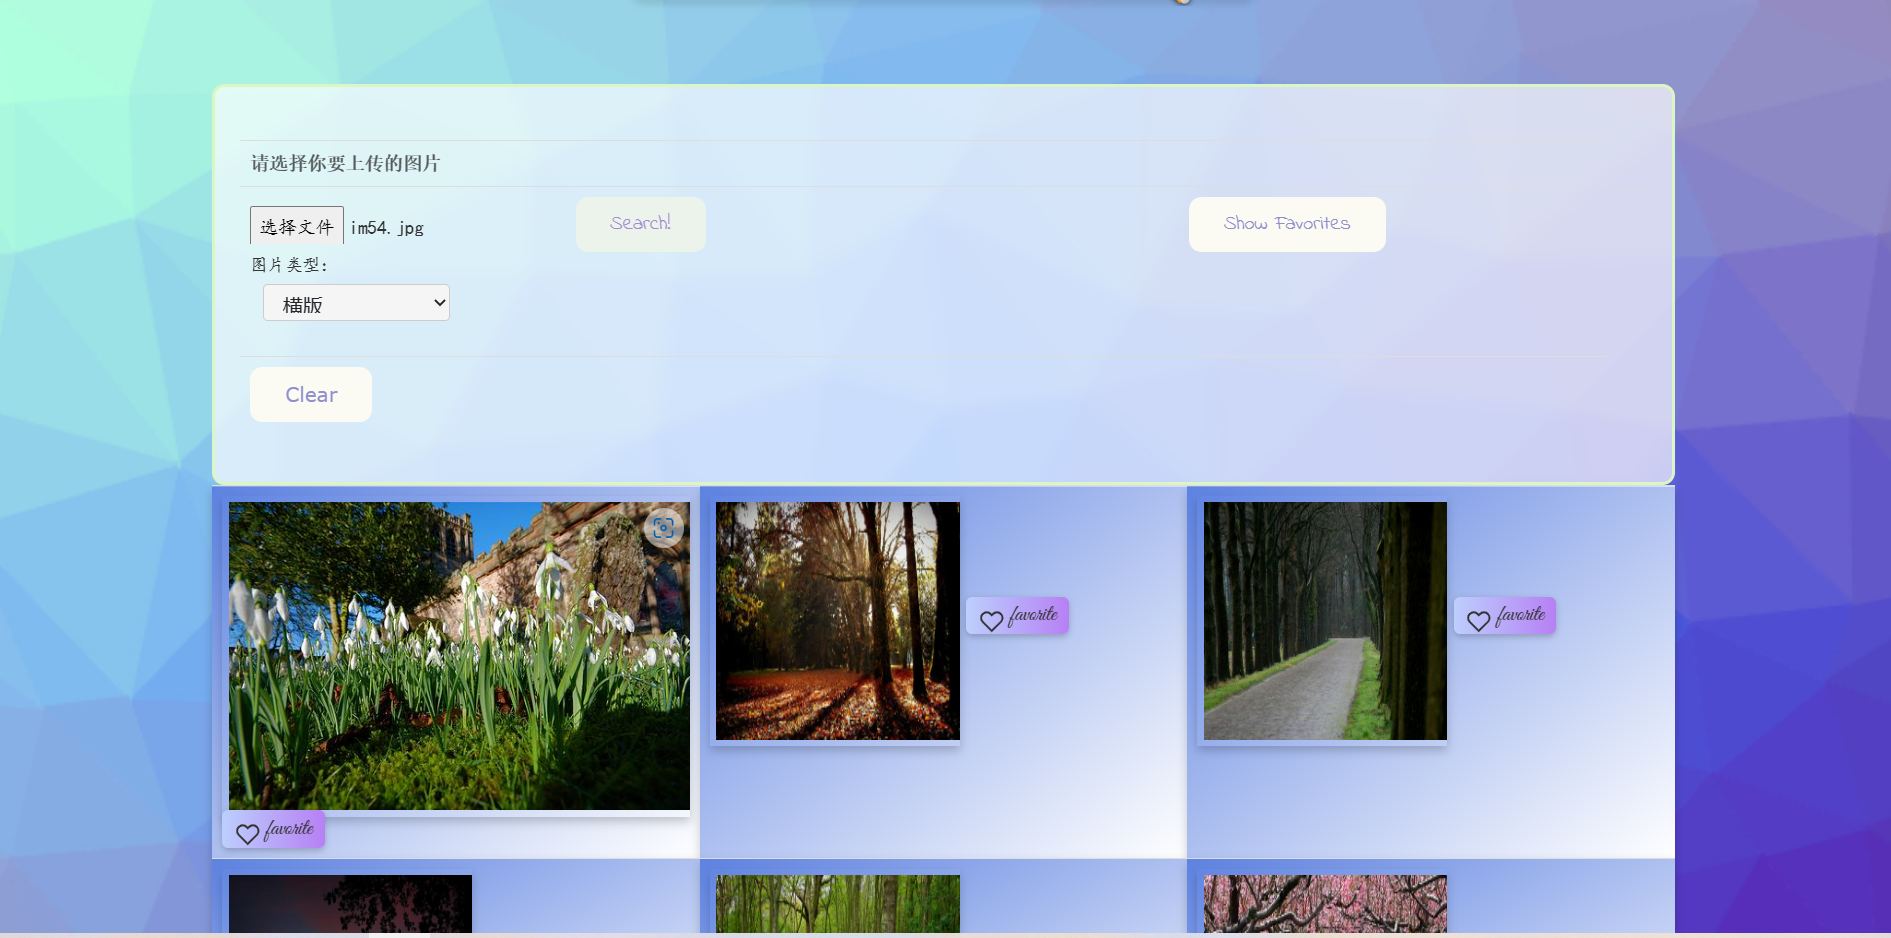 请选择你要上传的图片
选择文件 im54.jpg
Search!
Show Favorites
图片类型：
横版
Clear
favorite
favorite
favorite